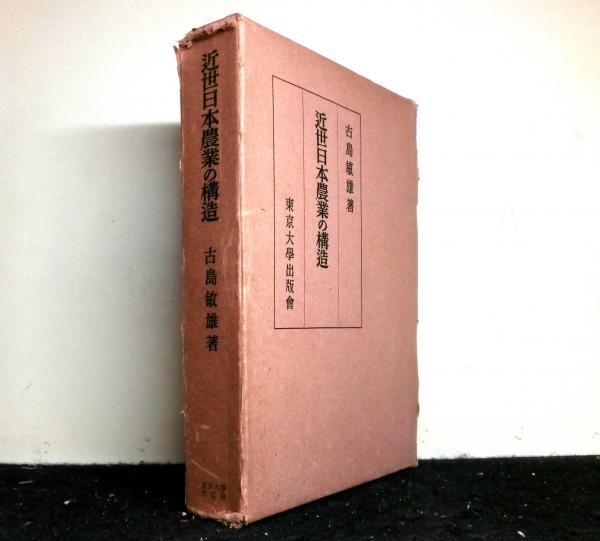 近世日本農業の構造
古島敏雄著
古島敏雄著
近世日本農業の構造
東京大學出版會